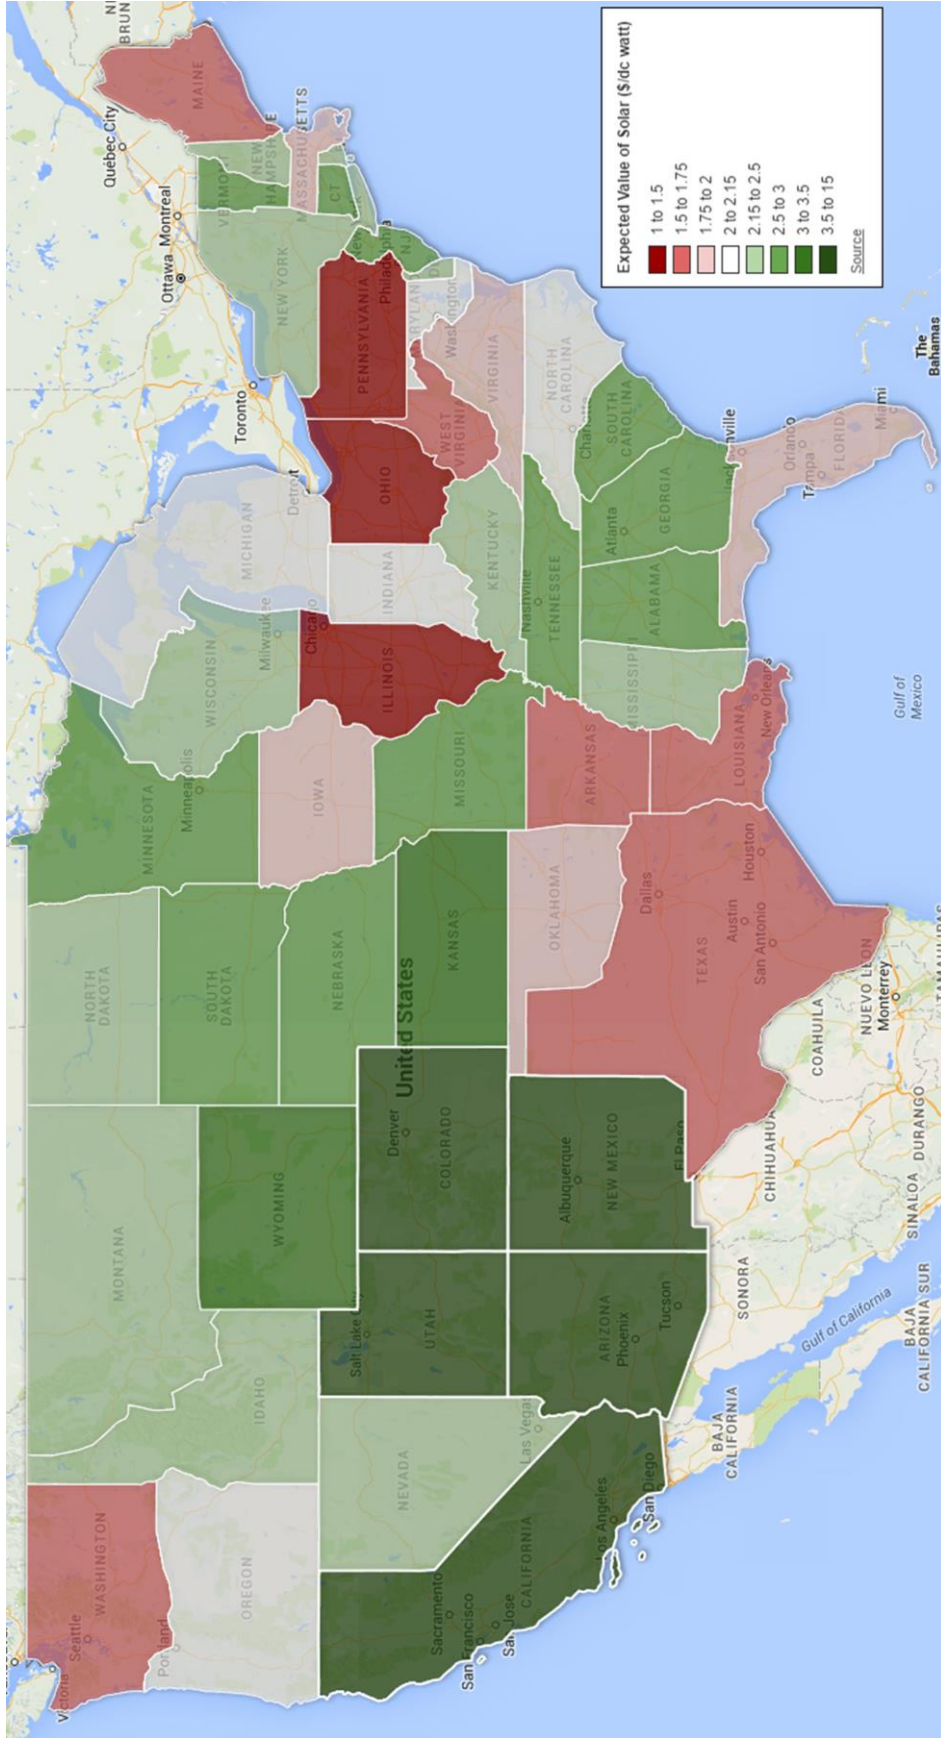 Expected Value of Solar ($/dc watt)
1 to 1.5
1.5 to 1.75
1.75 to 2
2 to 2.15
2.15 to 2.5
2.5 to 3
3 to 3.5
3.5 to 15
Source
Victoria
Seattle
WASHINGTON
Portland
OREGON
Sacramento
San Francisco
San Jose
CALIFORNIA
Los Angeles
San Diego
NEVADA
Las Vegas
IDAHO
MONTANA
WYOMING
Salt Lake City
UTAH
ARIZONA
Phoenix
Tucson
Denver
COLORADO
Albuquerque
NEW MEXICO
El Paso
NORTH
DAKOTA
SOUTH
DAKOTA
NEBRASKA
United States
KANSAS
OKLAHOMA
Dallas
TEXAS
Austin
San Antonio
Houston
MINNESOTA
Minneapolis
IOWA
MISSOURI
ARKANSAS
LOUISIANA
New Orleans
WISCONSIN
Milwaukee
Chicago
ILLINOIS
MICHIGAN
Detroit
INDIANA
OHIO
KENTUCKY
Nashville
TENNESSEE
MISSISSIPPI
ALABAMA
Atlanta
GEORGIA
SOUTH
CAROLINA
NORTH
CAROLINA
WEST
VIRGINIA
VIRGINIA
Washington
PENNSYLVANIA
Philadelphia
NJ
NEW YORK
New
CT
MASSACHUSETTS
VERMONT
NEW
HAMPSHIRE
MAINE
Orlando
Tampa
FLORIDA
Miami
Toronto
Ottawa
Montreal
Québec City
BRUN
The
Bahamas
Gulf of
Mexico
BAJA
CALIFORNIA
Gulf of California
BAJA
CALIFORNIA SUR
SONORA
CHIHUAHUA
SINALOA
DURANGO
COAHUILA
NUEVO LEON
Monterrey